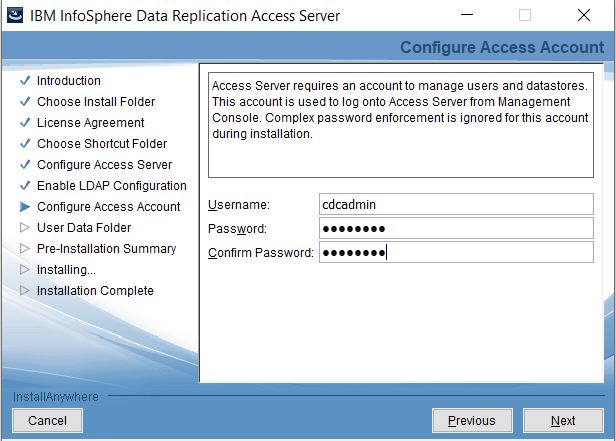 IBM InfoSphere Data Replication Access Server
Configure Access Account
Introduction
Choose Install Folder
License Agreement
Choose Shortcut Folder
Configure Access Server
Enable LDAP Configuration
Configure Access Account
User Data Folder
Pre-Installation Summary
Installing...
Installation Complete
Access Server requires an account to manage users and datastores.
This account is used to log onto Access Server from Management
Console. Complex password enforcement is ignored for this account
during installation.
Username: cdcadmin
Password: ●●●●●●●●
Confirm Password: ●●●●●●●●
InstallAnywhere
Cancel Previous Next